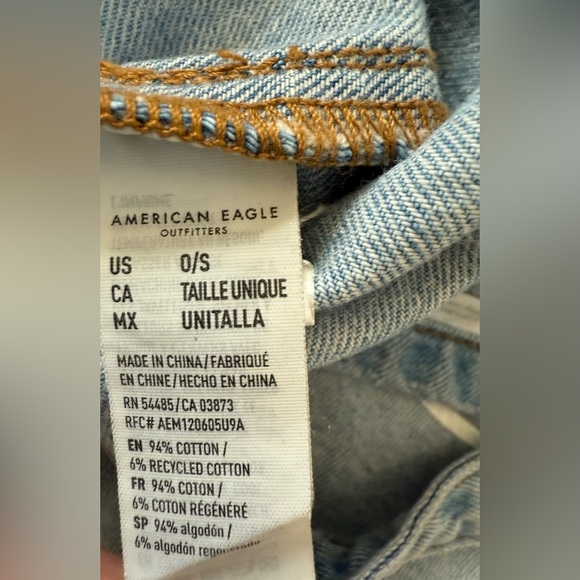 AMERICAN EAGLE
OUTFITTERS
US O/S
CA TAILLE UNIQUE
MX UNITALLA
MADE IN CHINA/FABRIQUÉ
EN CHINE/HECHO EN CHINA
RN 54485/CA 03873
RFC# AEM120605U9A
EN 94% COTTON/
6% RECYCLED COTTON
FR 94% COTON/
6% COTON RÉGÉNÉRÉ
SP 94% algodón/
6% algodón regenerado